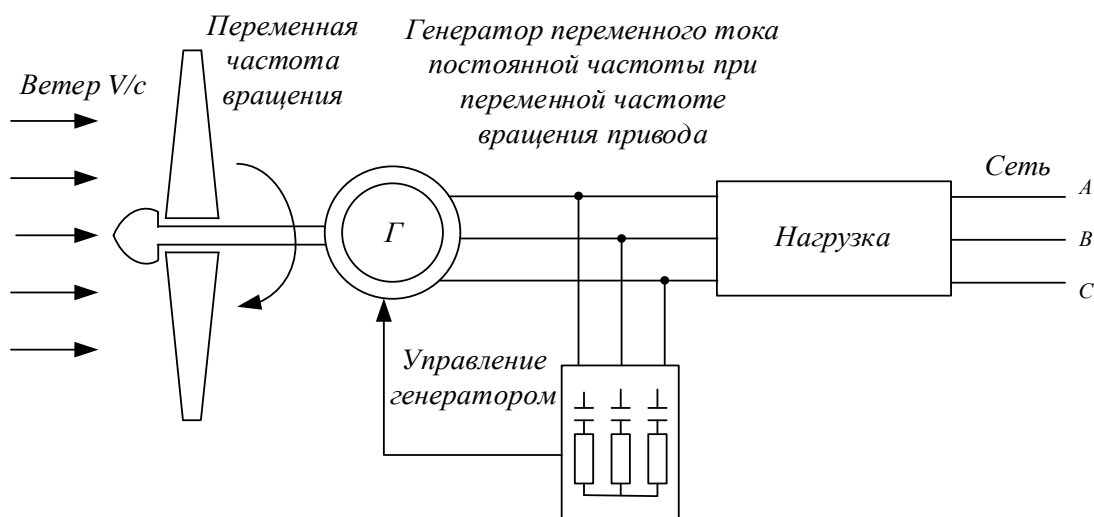 Переменная
частота
вращения
Генератор переменного тока
постоянной частоты при
переменной частоте
вращения привода
Ветер V/c
Сеть
A
Г
Нагрузка
B
C
Управление
генератором